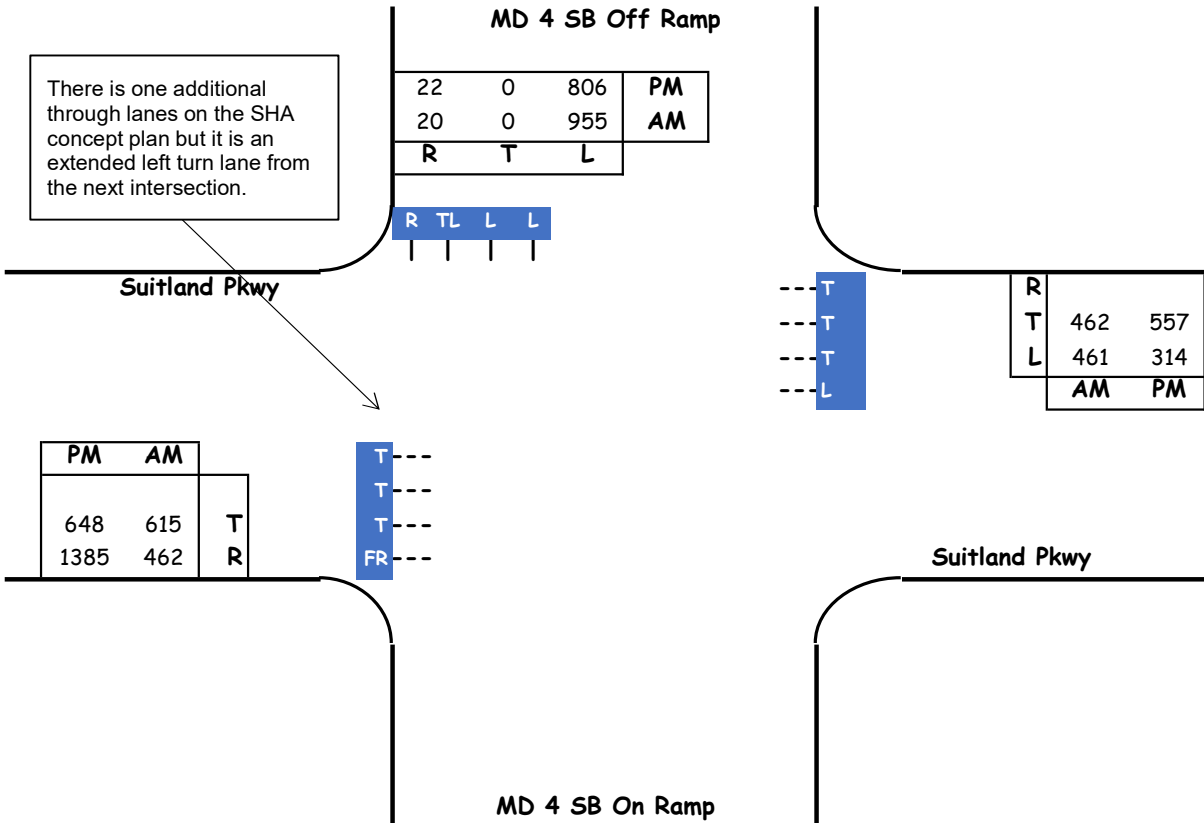 MD 4 SB Off Ramp
There is one additional
through lanes on the SHA
concept plan but it is an
extended left turn lane from
the next intersection.
22 0 806 PM
20 0 955 AM
R T L
R TL L L
Suitland Pkwy
T
T
T
L
R
T 462 557
L 461 314
AM PM
PM AM
648 615 T
1385 462 R
T
T
T
FR
Suitland Pkwy
MD 4 SB On Ramp